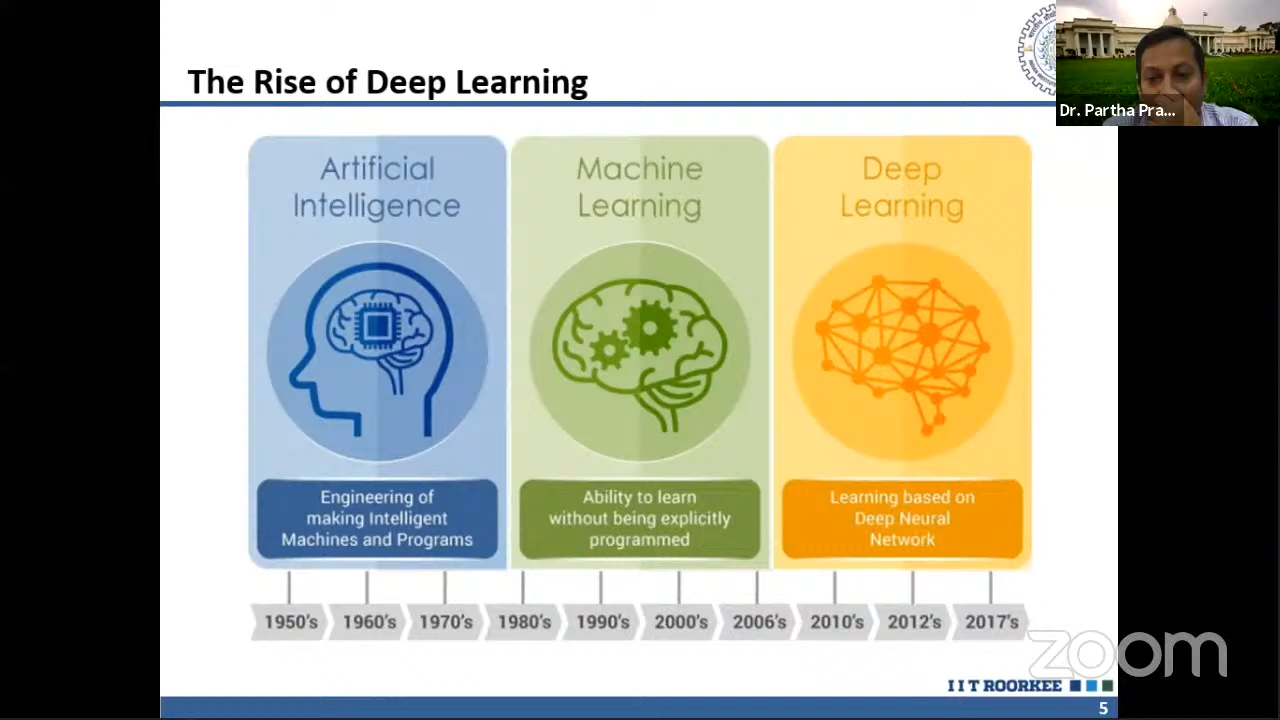 The Rise of Deep Learning
Dr. Partha Pra...
Artificial
Intelligence
Engineering of
making Intelligent
Machines and Programs
Machine
Learning
Ability to learn
without being explicitly
programmed
Deep
Learning
Learning based on
Deep Neural
Network
1950's 1960's 1970's 1980's 1990's 2000's 2006's 2010's 2012's 2017's
zoom
IIT ROORKEE
5